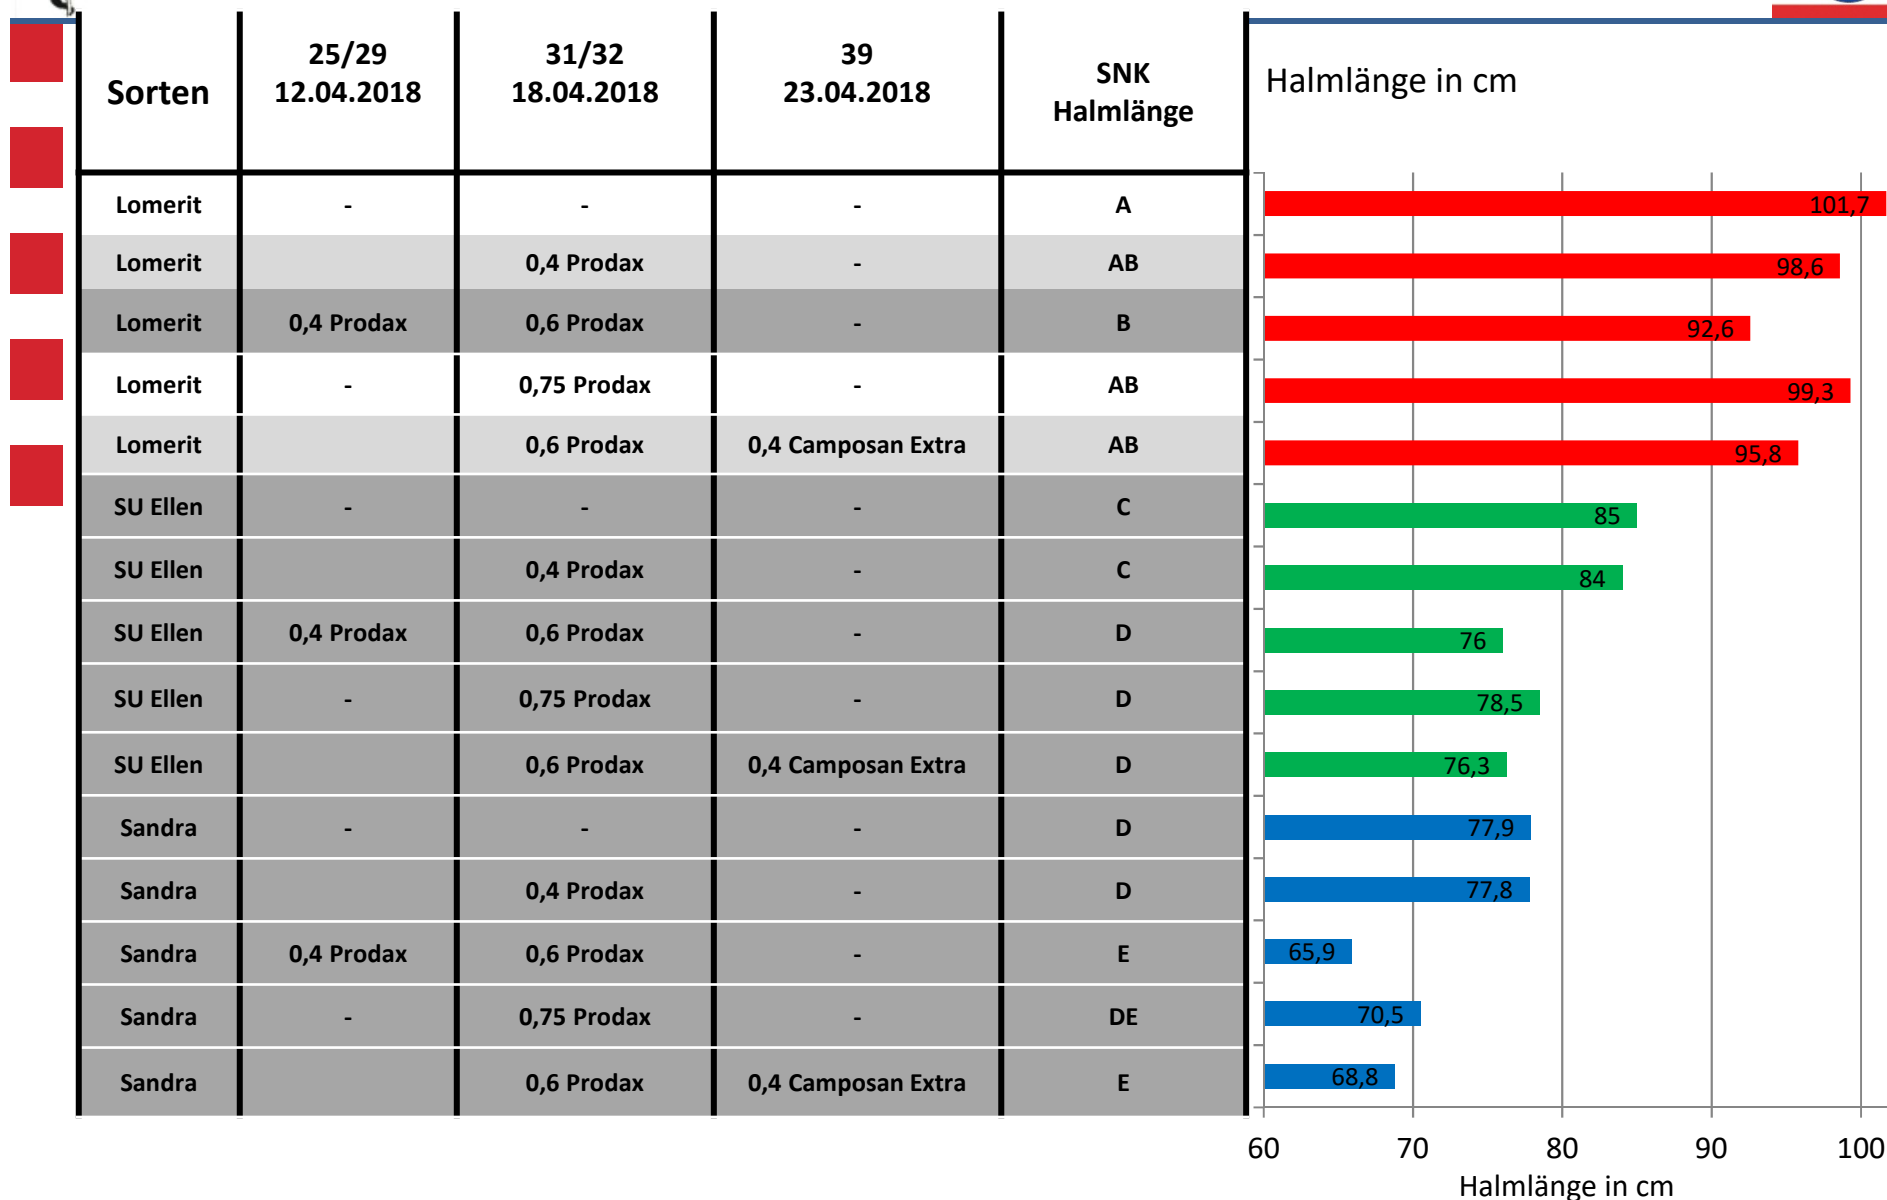 Sorten
25/29
12.04.2018
31/32
18.04.2018
39
23.04.2018
SNK
Halmlänge
Halmlänge in cm
Lomerit - - - A 101,7
Lomerit 0,4 Prodax - AB 98,6
Lomerit 0,4 Prodax 0,6 Prodax - B 92,6
Lomerit - 0,75 Prodax - AB 99,3
Lomerit 0,6 Prodax 0,4 Camposan Extra AB 95,8
SU Ellen - - - C 85
SU Ellen 0,4 Prodax - C 84
SU Ellen 0,4 Prodax 0,6 Prodax - D 76
SU Ellen - 0,75 Prodax - D 78,5
SU Ellen 0,6 Prodax 0,4 Camposan Extra D 76,3
Sandra - - - D 77,9
Sandra 0,4 Prodax - D 77,8
Sandra 0,4 Prodax 0,6 Prodax - E 65,9
Sandra - 0,75 Prodax - DE 70,5
Sandra 0,6 Prodax 0,4 Camposan Extra E 68,8
60 70 80 90 100
Halmlänge in cm